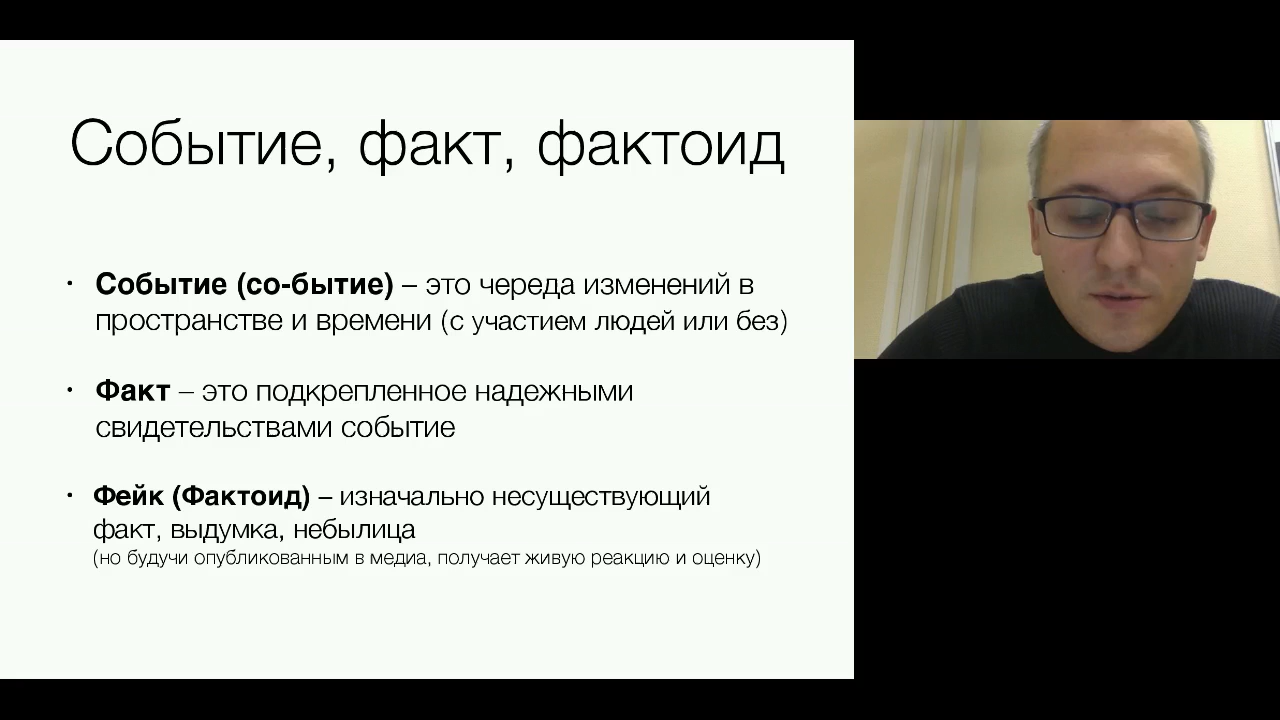 Событие, факт, фактоид
• Событие (со-бытие) – это череда изменений в
пространстве и времени (с участием людей или без)
• Факт – это подкрепленное надежными
свидетельствами событие
• Фейк (Фактоид) – изначально несуществующий
факт, выдумка, небылица
(но будучи опубликованным в медиа, получает живую реакцию и оценку)